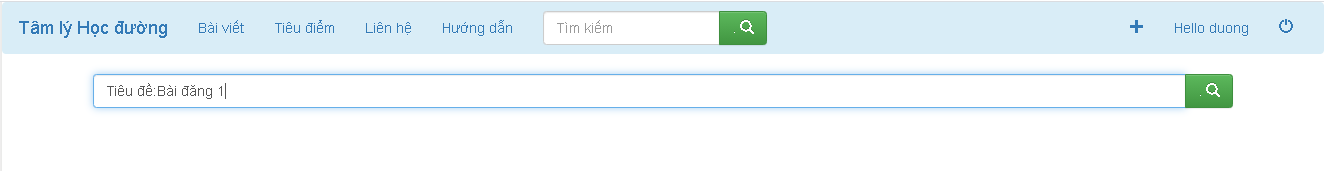 Tâm lý Học đường Bài viết Tiêu điểm Liên hệ Hướng dẫn Tìm kiếm . Hello duong
Tiêu đề:Bài đăng 1 .